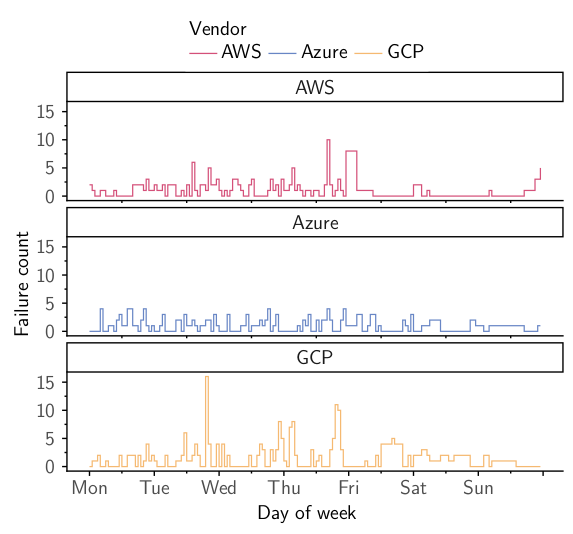 Vendor
AWS Azure GCP
AWS
15
10
5
0
Azure
15
10
5
0
GCP
15
10
5
0
Failure count
Mon Tue Wed Thu Fri Sat Sun
Day of week